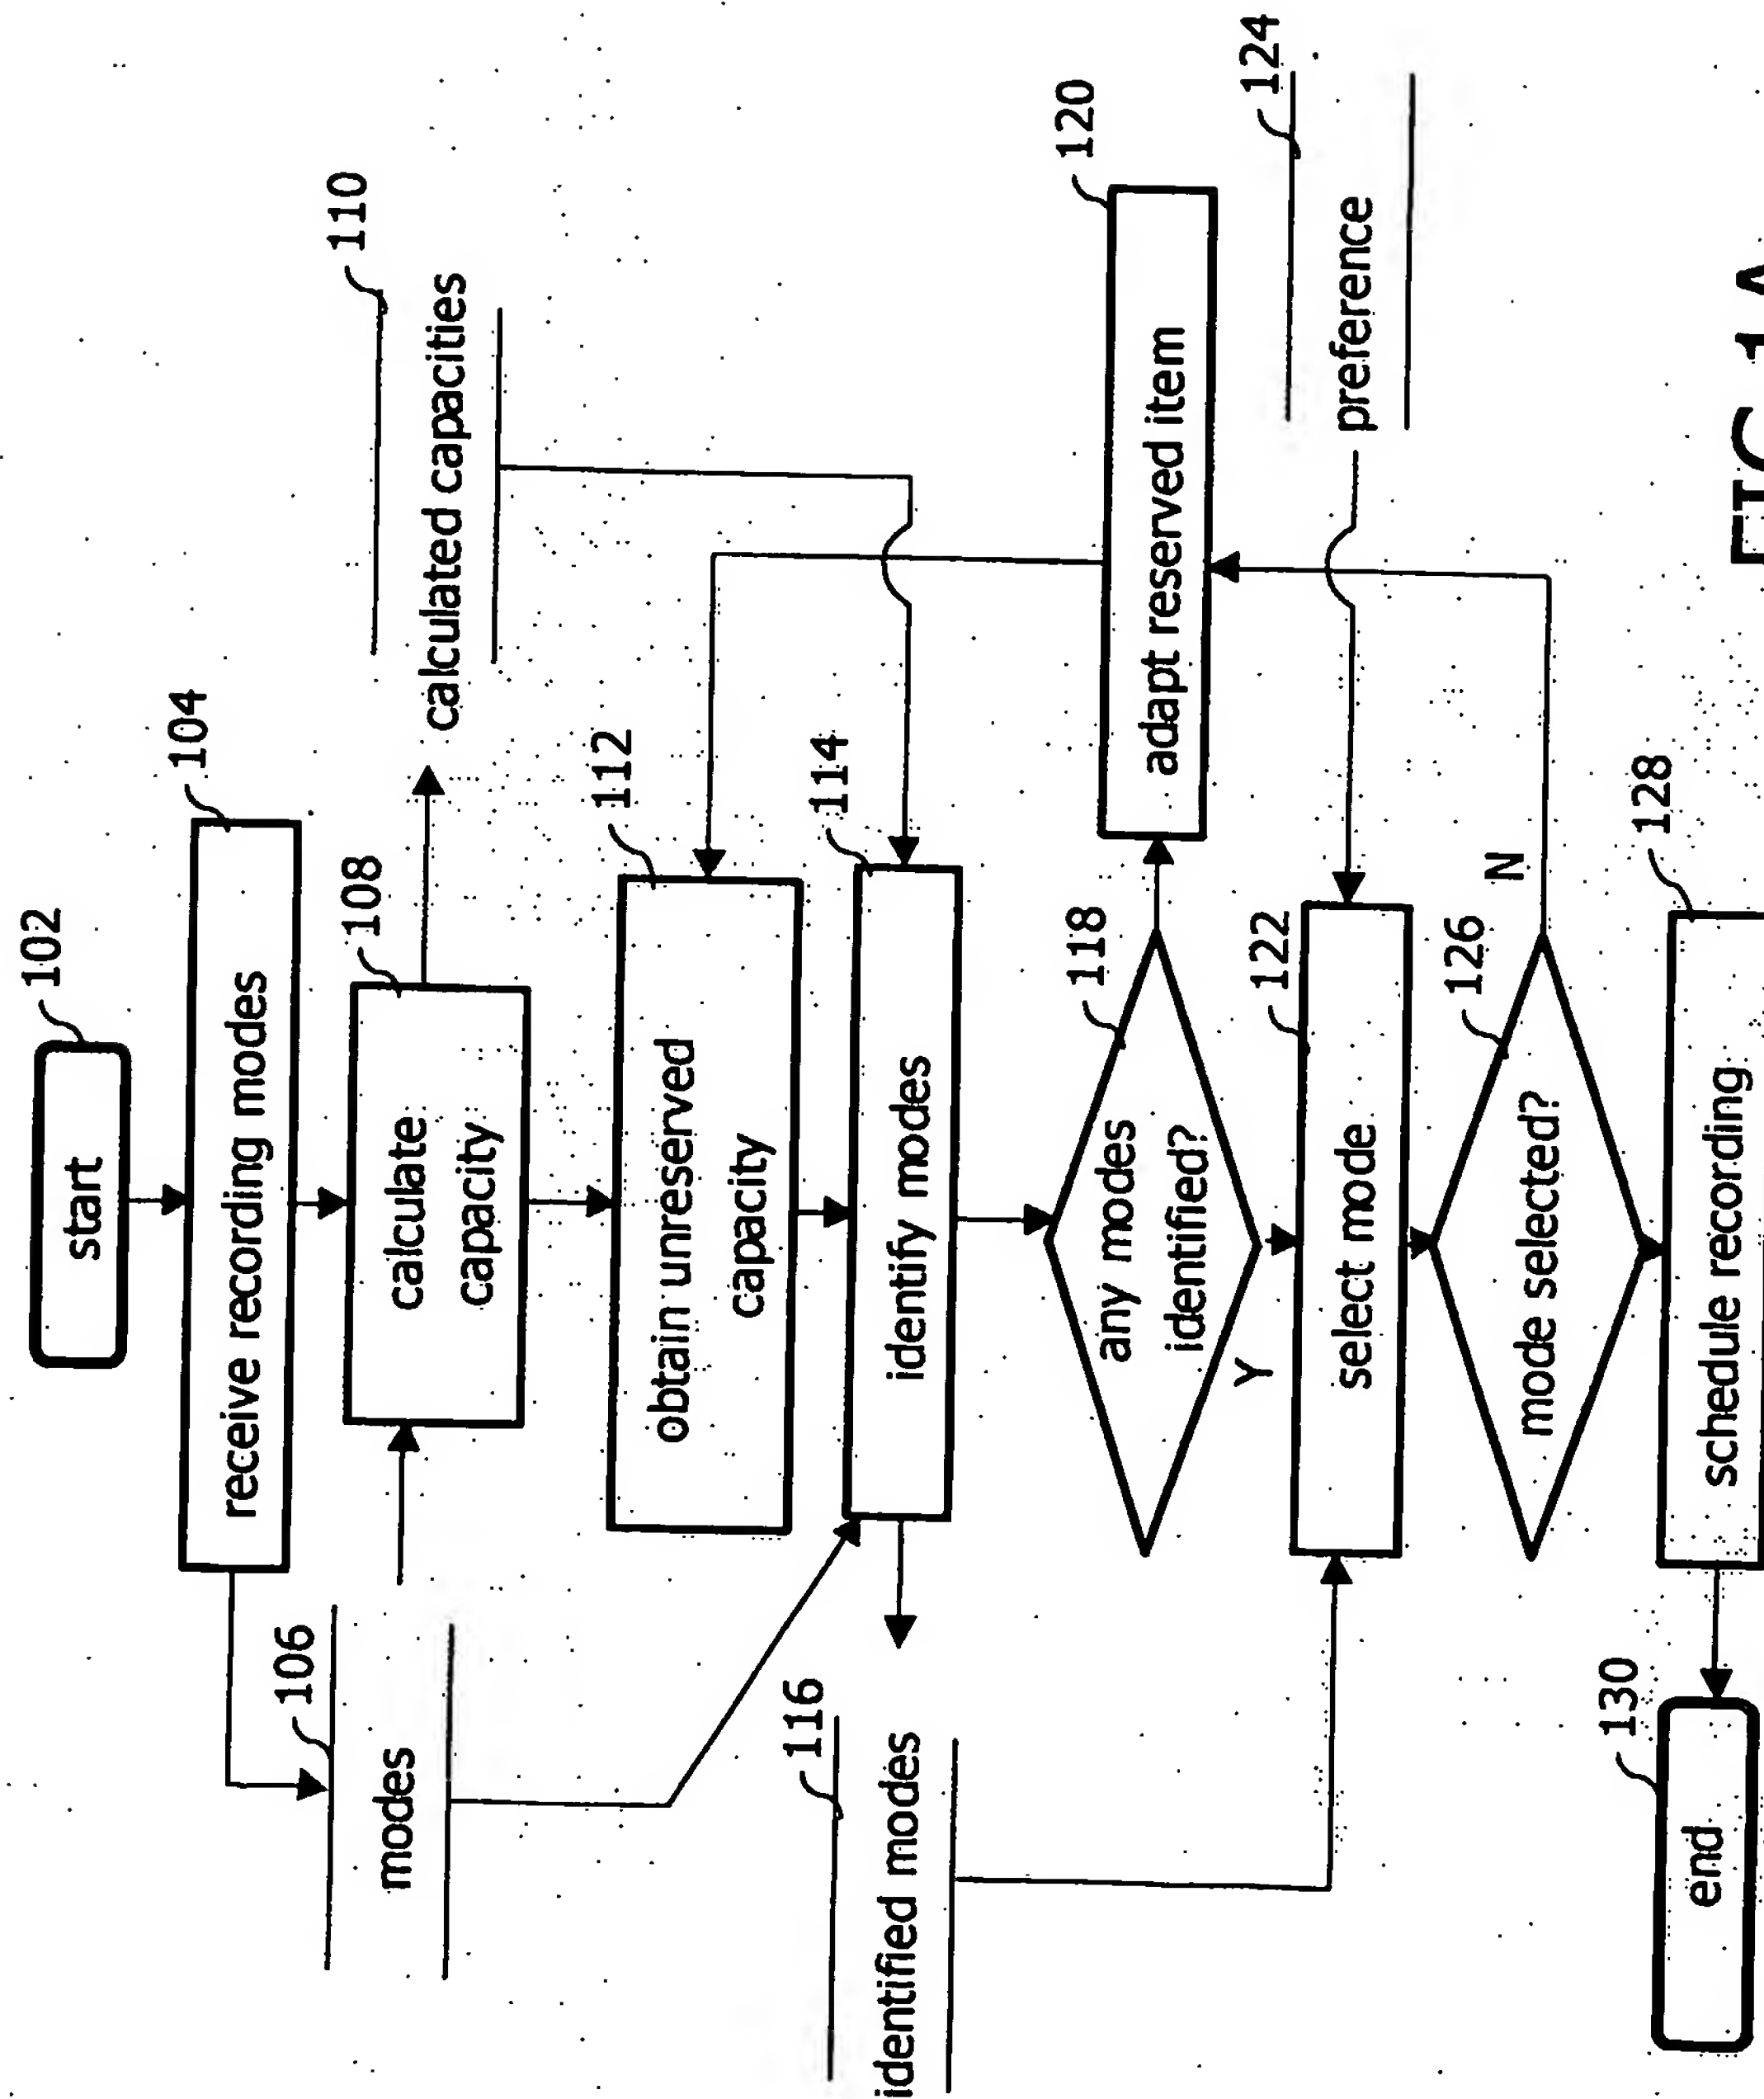 102
start
104
receive recording modes
106
modes
108
calculate
capacity
110
calculated capacities
112
obtain unreserved
capacity
114
identify modes
116
identified modes
118
any modes
identified?
Y
120
adapt reserved item
122
select mode
124
preference
126
mode selected?
N
128
schedule recording
130
end